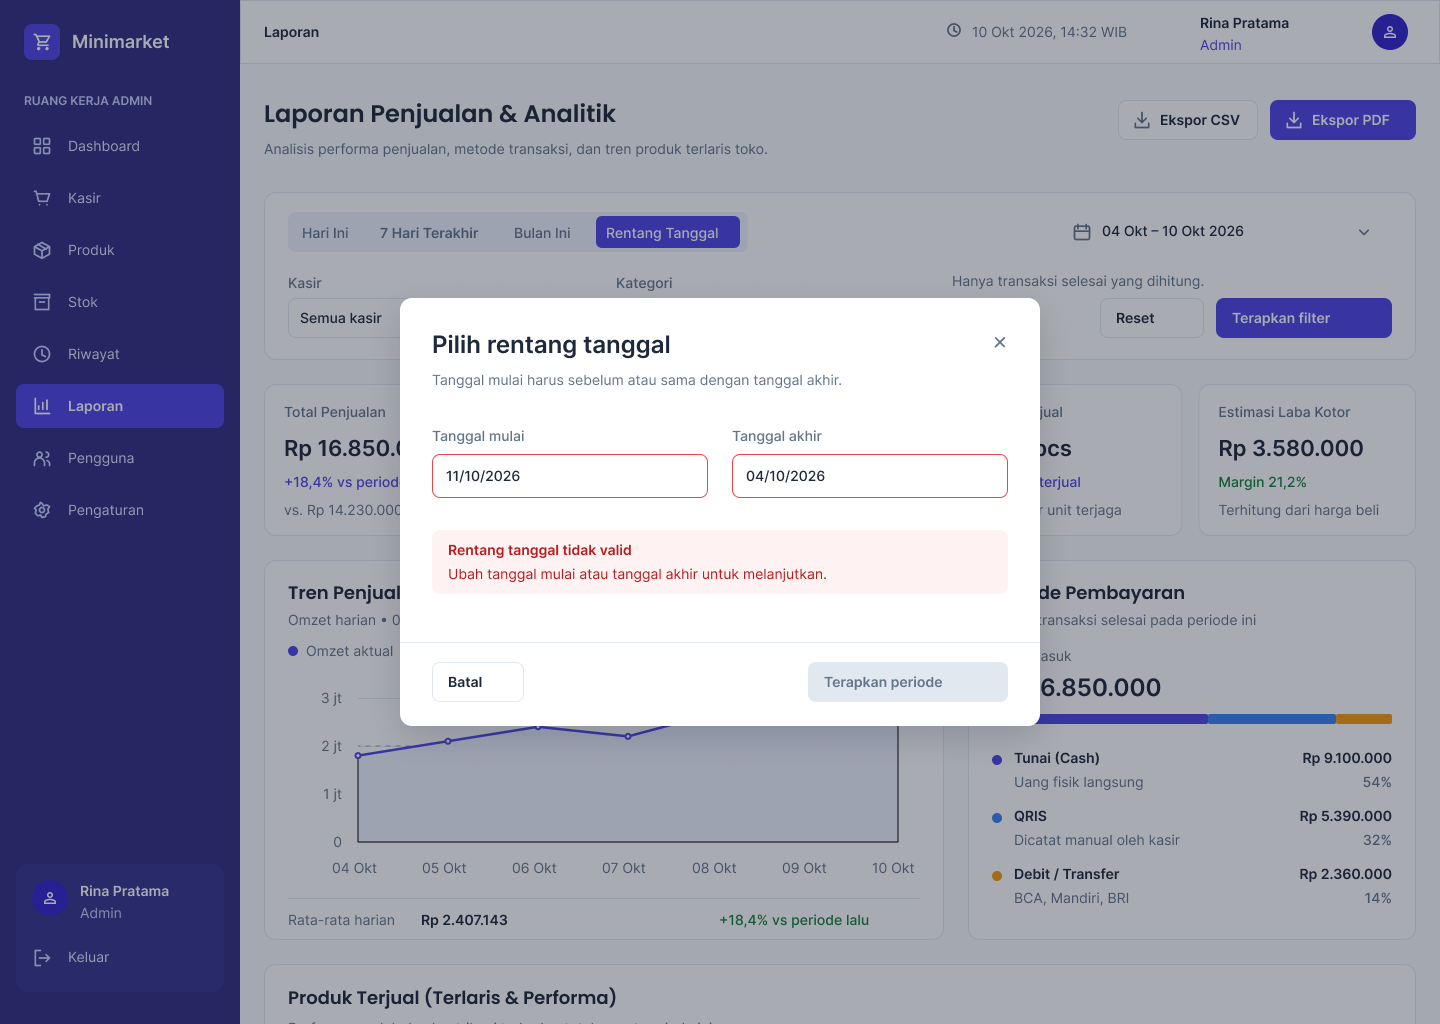 Minimarket
RUANG KERJA ADMIN
Dashboard
Kasir
Produk
Stok
Riwayat
Laporan
Pengguna
Pengaturan
Rina Pratama
Admin
Keluar
Laporan
10 Okt 2026, 14:32 WIB
Rina Pratama
Admin
Laporan Penjualan & Analitik
Analisis performa penjualan, metode transaksi, dan tren produk terlaris toko.
Ekspor CSV
Ekspor PDF
Hari Ini
7 Hari Terakhir
Bulan Ini
Rentang Tanggal
04 Okt – 10 Okt 2026
Kasir
Kategori
Hanya transaksi selesai yang dihitung.
Semua kasir
Reset
Terapkan filter
Pilih rentang tanggal
Tanggal mulai harus sebelum atau sama dengan tanggal akhir.
Tanggal mulai
Tanggal akhir
11/10/2026
04/10/2026
Rentang tanggal tidak valid
Ubah tanggal mulai atau tanggal akhir untuk melanjutkan.
Batal
Terapkan periode
Total Penjualan
Rp 16.850.0
+18,4% vs period
vs. Rp 14.230.000
jual
pcs
terjual
r unit terjaga
Estimasi Laba Kotor
Rp 3.580.000
Margin 21,2%
Terhitung dari harga beli
Tren Penjual
Omzet harian • 0
Omzet aktual
3 jt
2 jt
1 jt
0
04 Okt
05 Okt
06 Okt
07 Okt
08 Okt
09 Okt
10 Okt
Rata-rata harian
Rp 2.407.143
+18,4% vs periode lalu
de Pembayaran
transaksi selesai pada periode ini
asuk
6.850.000
Tunai (Cash)
Rp 9.100.000
Uang fisik langsung
54%
QRIS
Rp 5.390.000
Dicatat manual oleh kasir
32%
Debit / Transfer
Rp 2.360.000
BCA, Mandiri, BRI
14%
Produk Terjual (Terlaris & Performa)